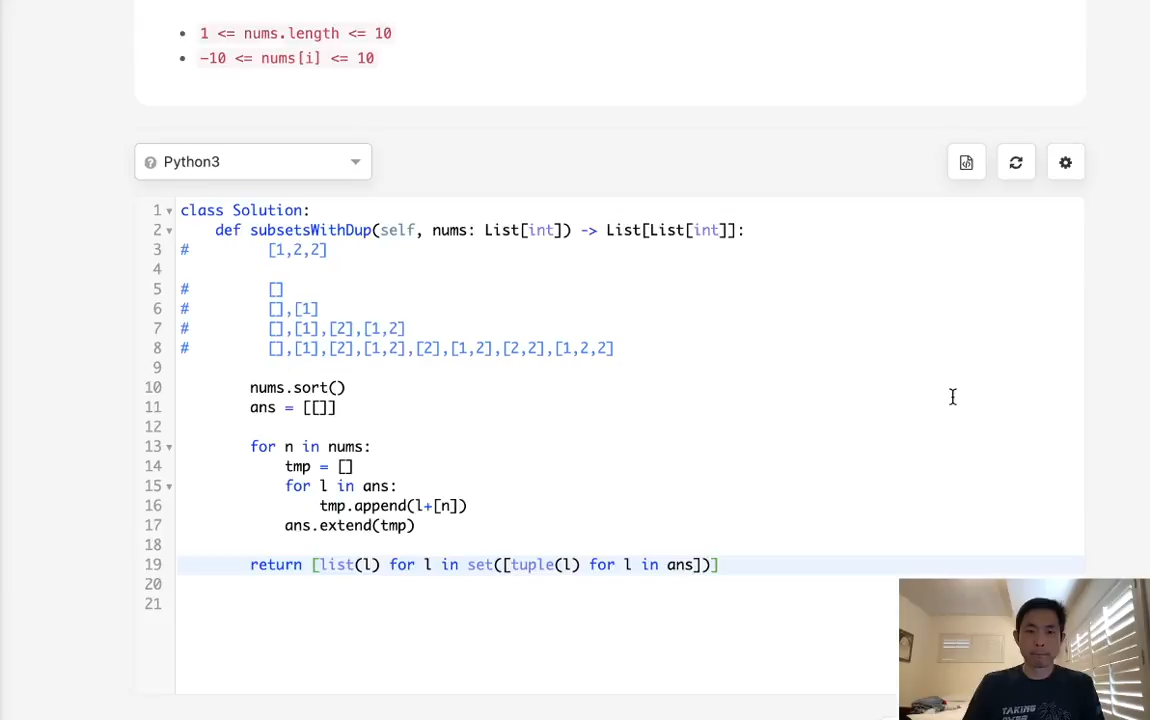 1 <= nums.length <= 10
-10 <= nums[i] <= 10
Python3
1 class Solution:
2 def subsetsWithDup(self, nums: List[int]) -> List[List[int]]:
3 # [1,2,2]
4
5 # []
6 # [],[1]
7 # [],[1],[2],[1,2]
8 # [],[1],[2],[1,2],[2],[1,2],[2,2],[1,2,2]
9
10 nums.sort()
11 ans = [[]]
12
13 for n in nums:
14 tmp = []
15 for l in ans:
16 tmp.append(l+[n])
17 ans.extend(tmp)
18
19 return [list(l) for l in set([tuple(l) for l in ans])]
20
21
TAKING